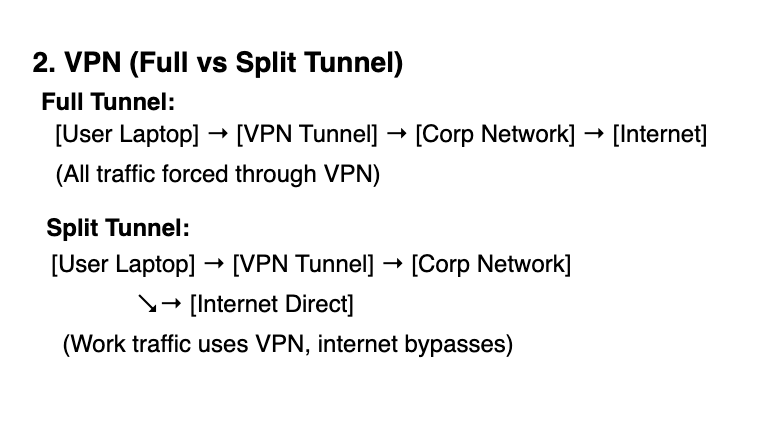 2. VPN (Full vs Split Tunnel)
Full Tunnel:
[User Laptop] → [VPN Tunnel] → [Corp Network] → [Internet]
(All traffic forced through VPN)
Split Tunnel:
[User Laptop] → [VPN Tunnel] → [Corp Network]
↘→ [Internet Direct]
(Work traffic uses VPN, internet bypasses)